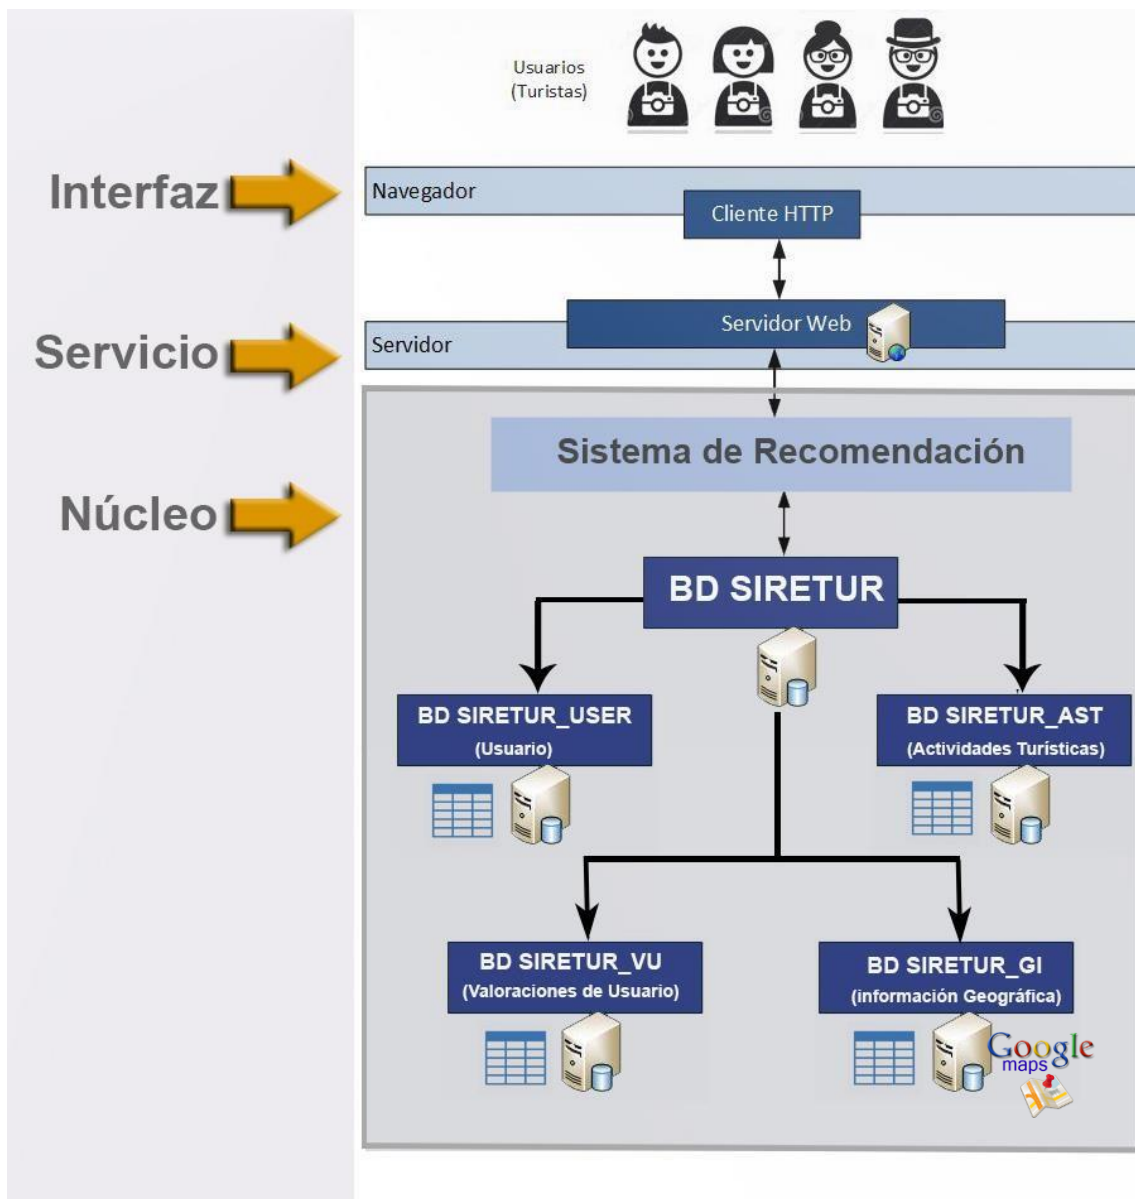 Usuarios
(Turistas)
Interfaz
Navegador
Cliente HTTP
Servicio
Servidor
Servidor Web
Sistema de Recomendación
Núcleo
BD SIRETUR
BD SIRETUR_USER
(Usuario)
BD SIRETUR_AST
(Actividades Turísticas)
BD SIRETUR_VU
(Valoraciones de Usuario)
BD SIRETUR_GI
(información Geográfica)
Google
maps